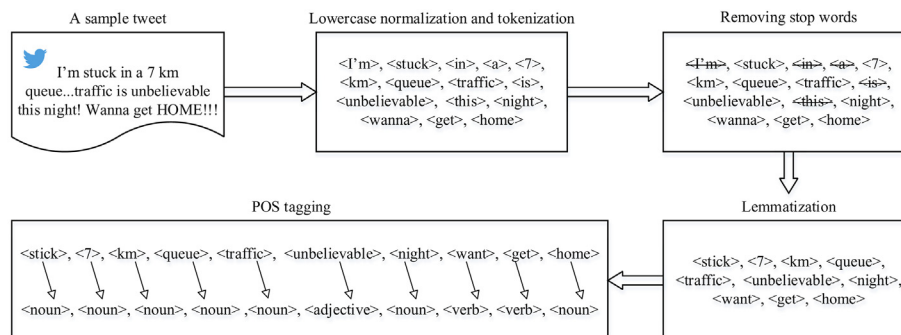 A sample tweet
I'm stuck in a 7 km
queue...traffic is unbelievable
this night! Wanna get HOME!!!
Lowercase normalization and tokenization
<I'm>, <stuck>, <in>, <a>, <7>,
<km>, <queue>, <traffic>, <is>,
<unbelievable>, <this>, <night>,
<wanna>, <get>, <home>
Removing stop words
<I'm>, <stuck>, <in>, <a>, <7>,
<km>, <queue>, <traffic>, <is>,
<unbelievable>, <this>, <night>,
<wanna>, <get>, <home>
Lemmatization
<stick>, <7>, <km>, <queue>,
<traffic>, <unbelievable>, <night>,
<want>, <get>, <home>
POS tagging
<stick>, <7>, <km>, <queue>, <traffic>, <unbelievable>, <night>, <want>, <get>, <home>
<noun>, <noun>, <noun>, <noun>, <noun>, <adjective>, <noun>, <verb>, <verb>, <noun>